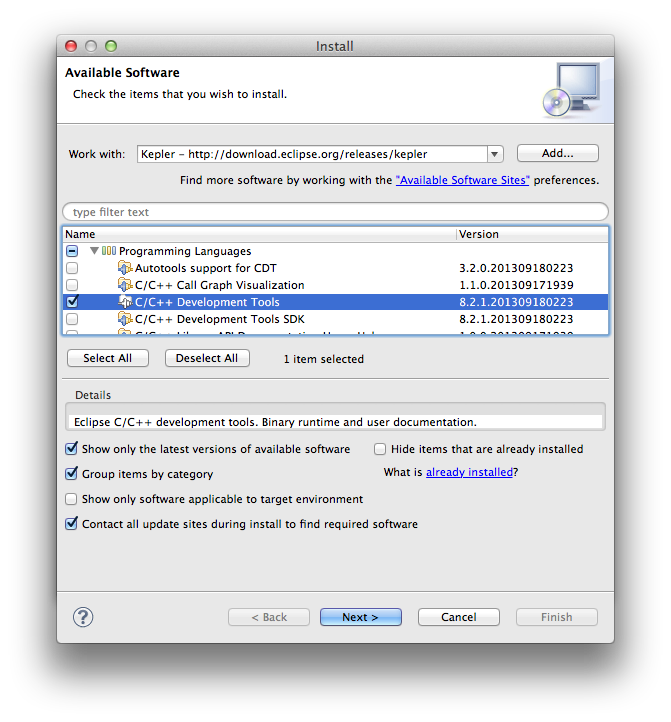 Install
Available Software
Check the items that you wish to install.
Work with: Kepler – http://download.eclipse.org/releases/kepler Add...
Find more software by working with the "Available Software Sites" preferences.
type filter text
Name Version
Programming Languages
Autotools support for CDT 3.2.0.201309180223
C/C++ Call Graph Visualization 1.1.0.201309171939
C/C++ Development Tools 8.2.1.201309180223
C/C++ Development Tools SDK 8.2.1.201309180223
Select All Deselect All 1 item selected
Details
Eclipse C/C++ development tools. Binary runtime and user documentation.
Show only the latest versions of available software Hide items that are already installed
Group items by category What is already installed?
Show only software applicable to target environment
Contact all update sites during install to find required software
? < Back Next > Cancel Finish